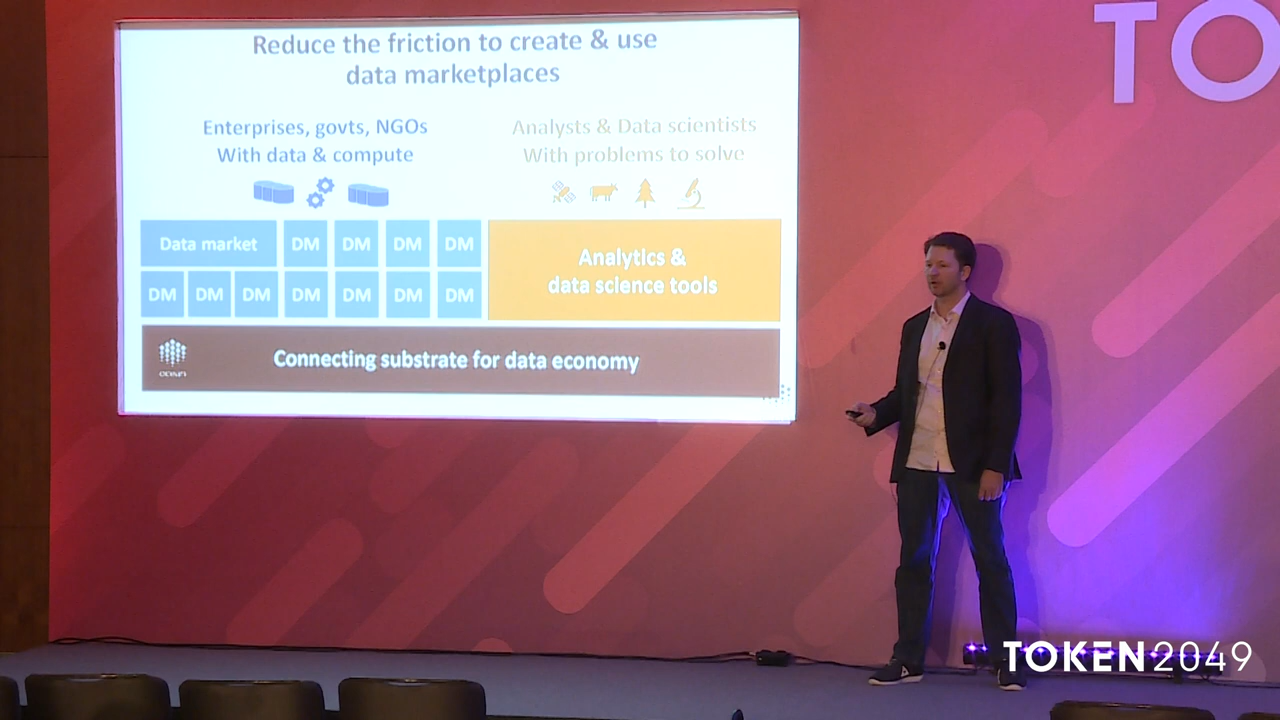 Reduce the friction to create & use
data marketplaces
Enterprises, govts, NGOs
With data & compute
Analysts & Data scientists
With problems to solve
Data market DM DM DM DM
DM DM DM DM DM DM DM
Analytics &
data science tools
Connecting substrate for data economy
TO
TOKEN2049